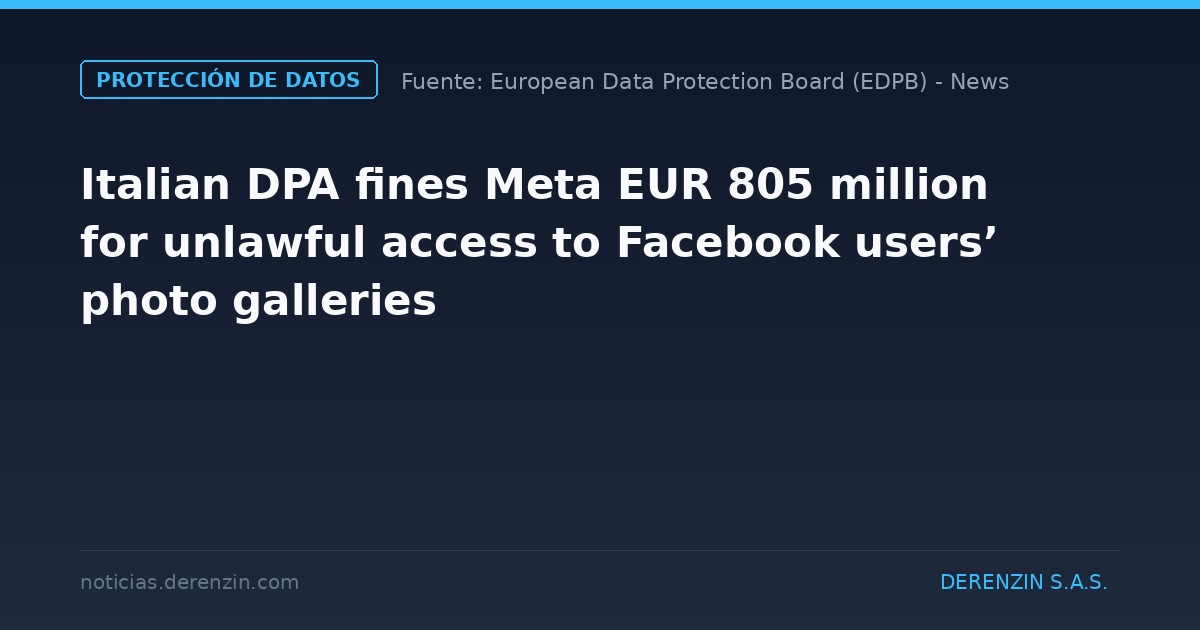 PROTECCIÓN DE DATOS
Fuente: European Data Protection Board (EDPB) - News
Italian DPA fines Meta EUR 805 million
for unlawful access to Facebook users’
photo galleries
noticias.derenzin.com
DERENZIN S.A.S.